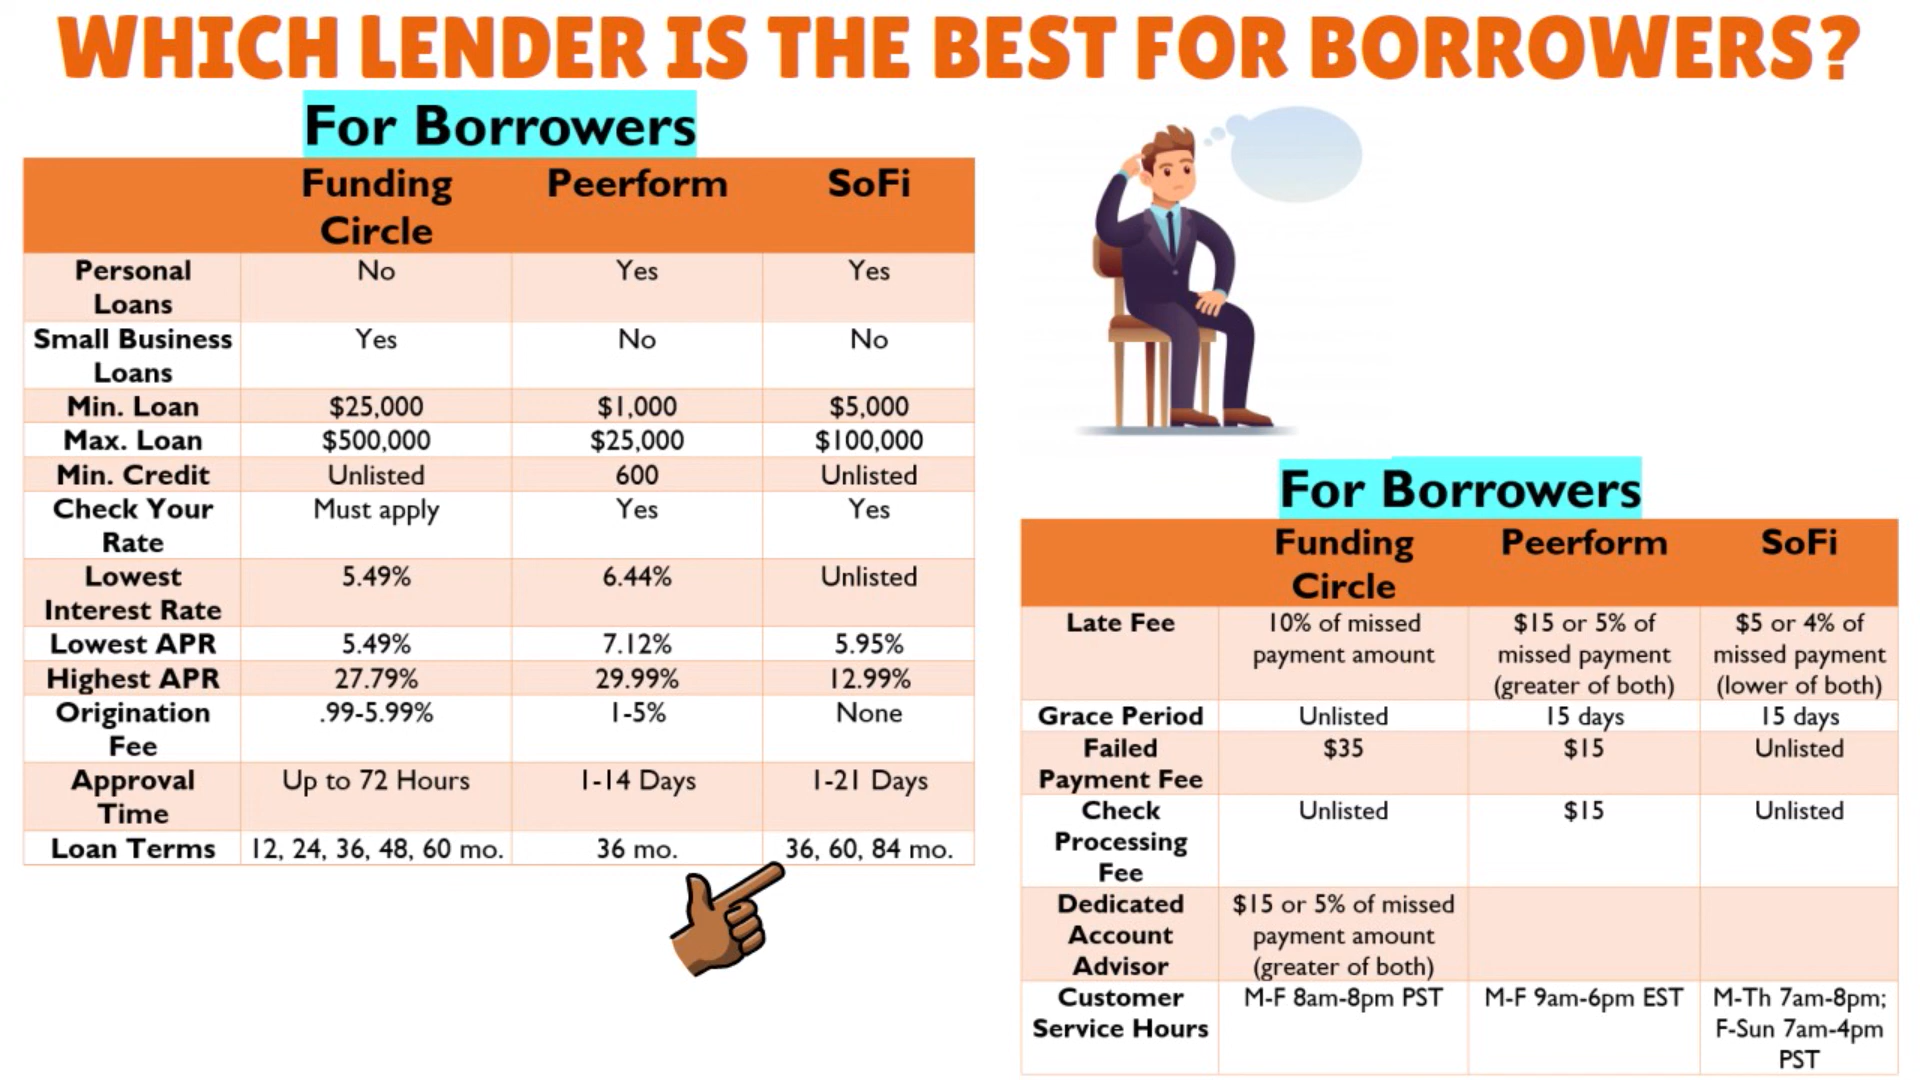 WHICH LENDER IS THE BEST FOR BORROWERS?
For Borrowers
Funding Circle Peerform SoFi
Personal Loans No Yes Yes
Small Business Loans Yes No No
Min. Loan $25,000 $1,000 $5,000
Max. Loan $500,000 $25,000 $100,000
Min. Credit Unlisted 600 Unlisted
Check Your Rate Must apply Yes Yes
Lowest Interest Rate 5.49% 6.44% Unlisted
Lowest APR 5.49% 7.12% 5.95%
Highest APR 27.79% 29.99% 12.99%
Origination Fee .99-5.99% 1-5% None
Approval Time Up to 72 Hours 1-14 Days 1-21 Days
Loan Terms 12, 24, 36, 48, 60 mo. 36 mo. 36, 60, 84 mo.
For Borrowers
Funding Circle Peerform SoFi
Late Fee 10% of missed payment amount $15 or 5% of missed payment (greater of both) $5 or 4% of missed payment (lower of both)
Grace Period Unlisted 15 days 15 days
Failed Payment Fee $35 $15 Unlisted
Check Processing Fee Unlisted $15 Unlisted
Dedicated Account Advisor $15 or 5% of missed payment amount (greater of both)
Customer Service Hours M-F 8am-8pm PST M-F 9am-6pm EST M-Th 7am-8pm; F-Sun 7am-4pm PST